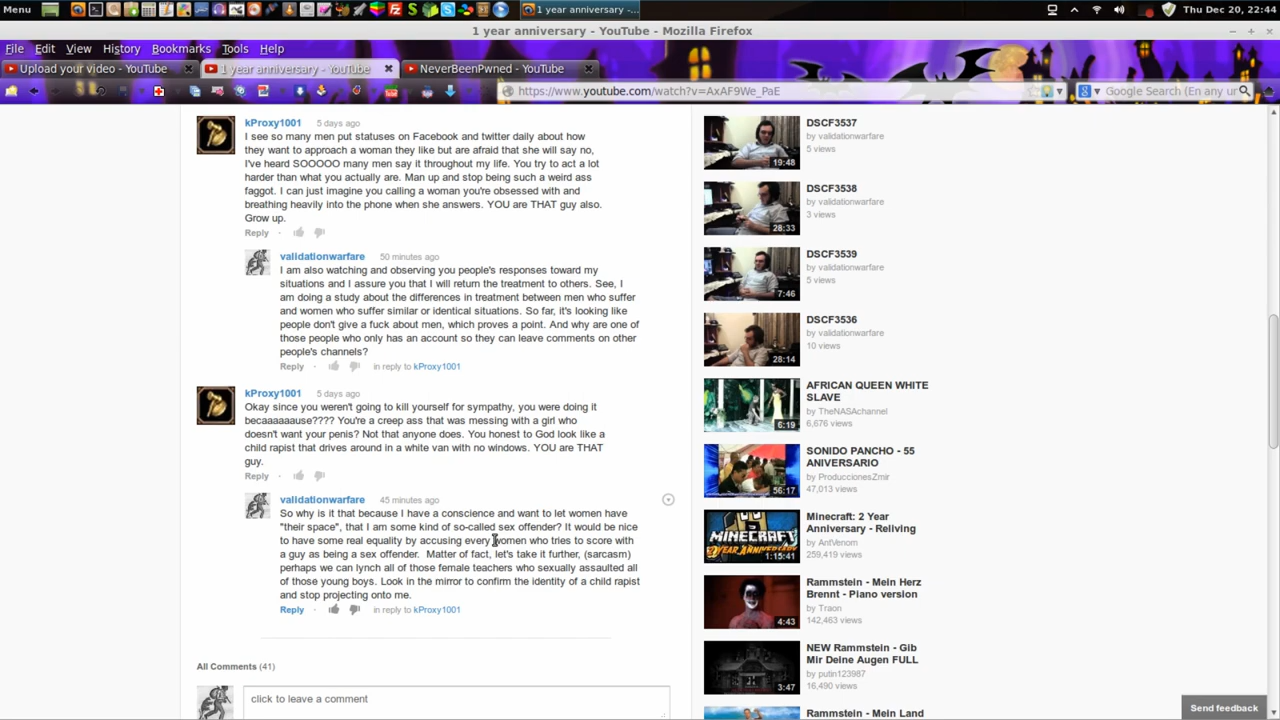 Menu
1 year anniversary -...
Thu Dec 20, 22:44
1 year anniversary - YouTube - Mozilla Firefox
File Edit View History Bookmarks Tools Help
Upload your video - YouTube
1 year anniversary - YouTube
NeverBeenPwned - YouTube
https://www.youtube.com/watch?v=AxAF9We_PaE
Google Search (En any ur
kProxy1001 5 days ago
I see so many men put statuses on Facebook and twitter daily about how
they want to approach a woman they like but are afraid that she will say no,
I've heard SOOOOO many men say it throughout my life. You try to act a lot
harder than what you actually are. Man up and stop being such a weird ass
faggot. I can just imagine you calling a woman you're obsessed with and
breathing heavily into the phone when she answers. YOU are THAT guy also.
Grow up.
Reply ·
validationwarfare 50 minutes ago
I am also watching and observing you people's responses toward my
situations and I assure you that I will return the treatment to others. See, I
am doing a study about the differences in treatment between men who suffer
and women who suffer similar or identical situations. So far, it's looking like
people don't give a fuck about men, which proves a point. And why are one of
those people who only has an account so they can leave comments on other
people's channels?
Reply · in reply to kProxy1001
kProxy1001 5 days ago
Okay since you weren't going to kill yourself for sympathy, you were doing it
becaaaaaause???? You're a creep ass that was messing with a girl who
doesn't want your penis? Not that anyone does. You honest to God look like a
child rapist that drives around in a white van with no windows. YOU are THAT
guy.
Reply ·
validationwarfare 45 minutes ago
So why is it that because I have a conscience and want to let women have
"their space", that I am some kind of so-called sex offender? It would be nice
to have some real equality by accusing every women who tries to score with
a guy as being a sex offender. Matter of fact, let's take it further, (sarcasm)
perhaps we can lynch all of those female teachers who sexually assaulted all
of those young boys. Look in the mirror to confirm the identity of a child rapist
and stop projecting onto me.
Reply · in reply to kProxy1001
All Comments (41)
click to leave a comment
DSCF3537
by validationwarfare
5 views
19:48
DSCF3538
by validationwarfare
3 views
28:33
DSCF3539
by validationwarfare
5 views
7:46
DSCF3536
by validationwarfare
10 views
28:14
AFRICAN QUEEN WHITE
SLAVE
by TheNASAchannel
6,676 views
6:19
SONIDO PANCHO - 55
ANIVERSARIO
by ProduccionesZmir
47,013 views
56:17
Minecraft: 2 Year
Anniversary - Reliving
by AntVenom
259,419 views
1:15:41
Rammstein - Mein Herz
Brennt - Piano version
by Traon
142,463 views
4:43
NEW Rammstein - Gib
Mir Deine Augen FULL
by putin123987
16,490 views
3:47
Rammstein - Mein Land
Send feedback